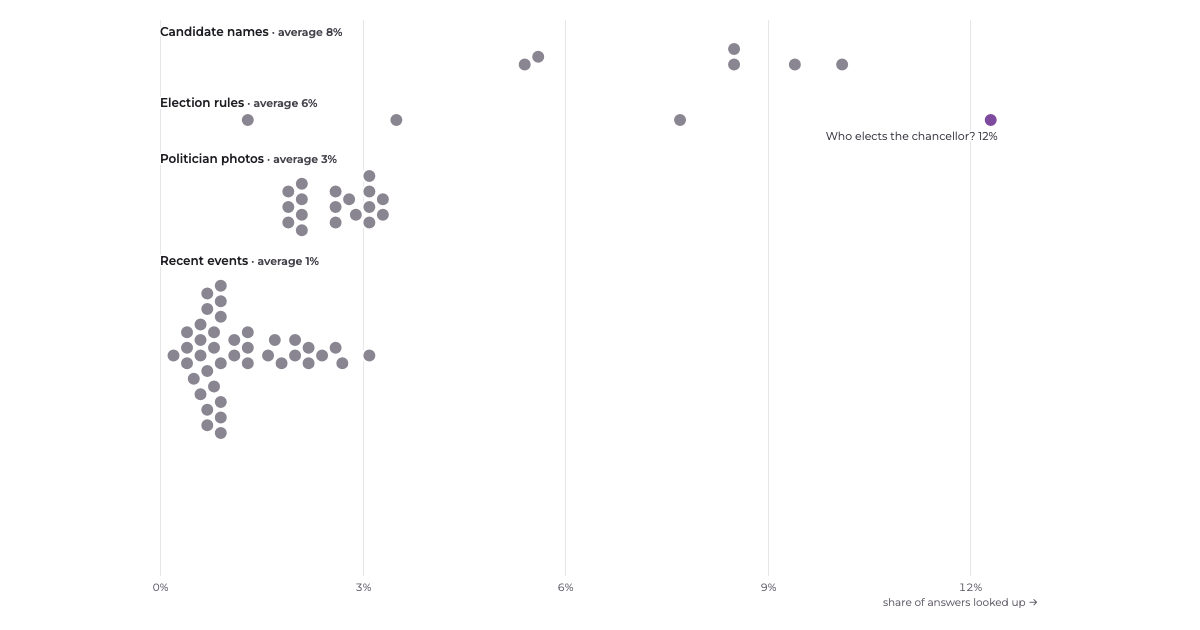 Candidate names · average 8%
Election rules · average 6%
Who elects the chancellor? 12%
Politician photos · average 3%
Recent events · average 1%
0% 3% 6% 9% 12%
share of answers looked up →